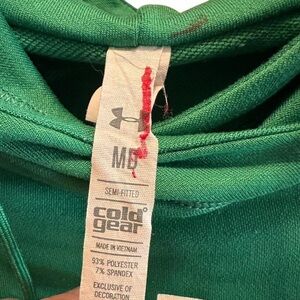 MD
SEMI-FITTED
cold
gear
MADE IN VIETNAM
93% POLYESTER
7% SPANDEX
EXCLUSIVE OF
DECORATION